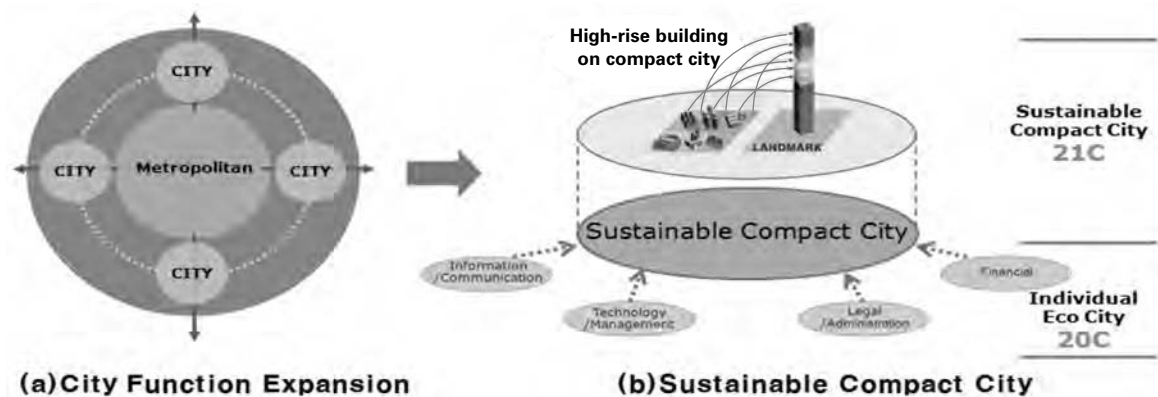 CITY
CITY
Metropolitan
CITY
CITY
(a)City Function Expansion
High-rise building
on compact city
LANDMARK
Sustainable Compact City
Information
/Communication
Technology
/Management
Legal
/Administration
Financial
(b)Sustainable Compact City
Sustainable
Compact City
21C
Individual
Eco City
20C